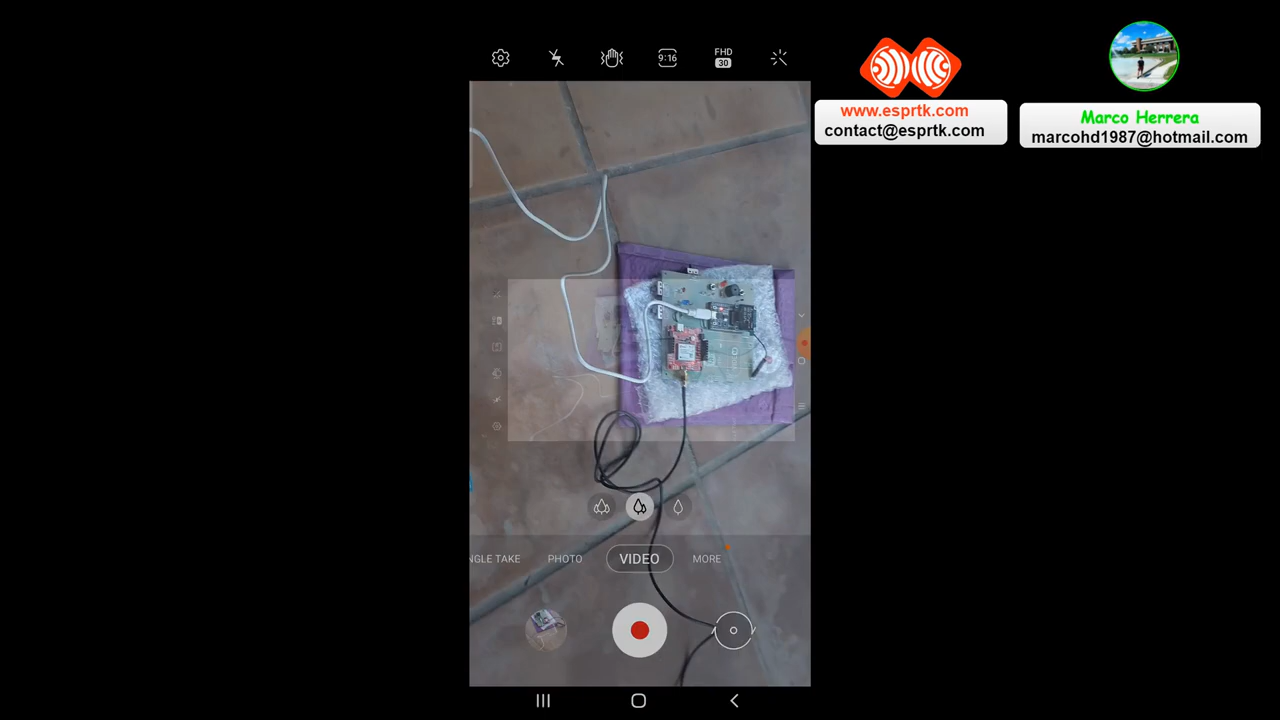 9:16
FHD
30
www.esprtk.com
contact@esprtk.com
Marco Herrera
marcohd1987@hotmail.com
NGLE TAKE
PHOTO
VIDEO
MORE